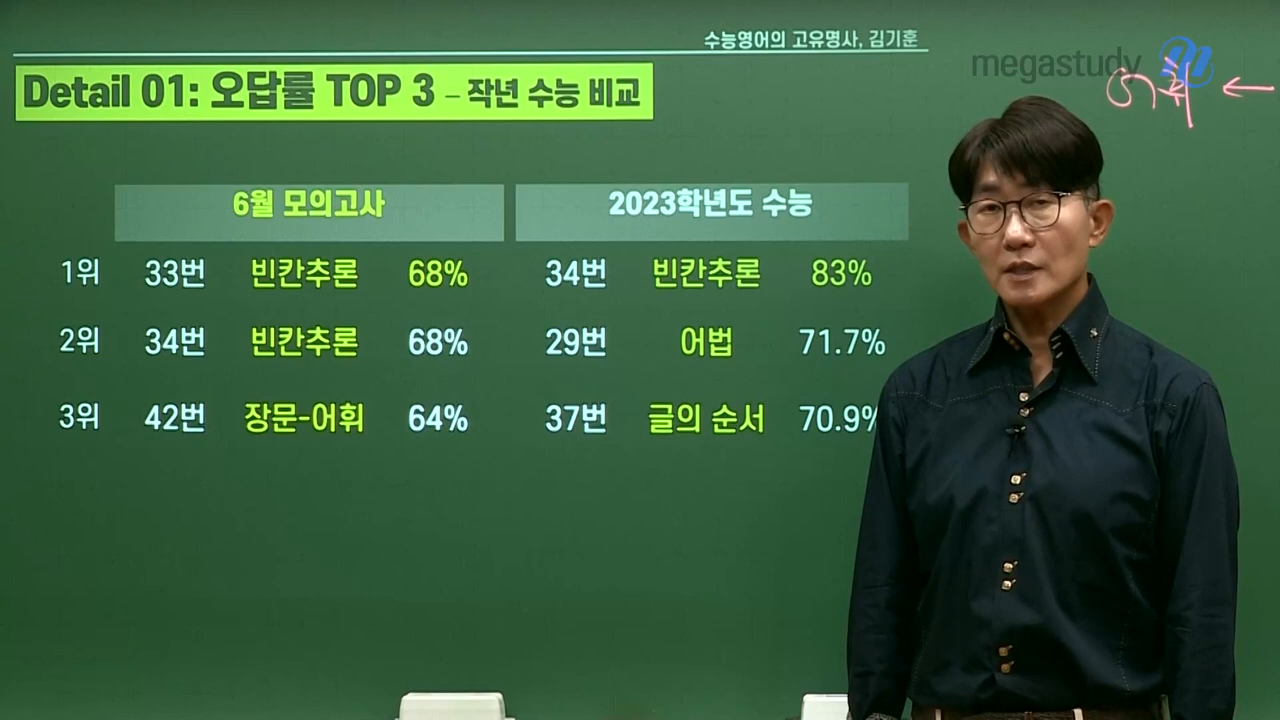 수능영어의 고유명사, 김기훈
megastudy
어휘 ←
Detail 01: 오답률 TOP 3 – 작년 수능 비교
6월 모의고사 2023학년도 수능
1위 33번 빈칸추론 68% 34번 빈칸추론 83%
2위 34번 빈칸추론 68% 29번 어법 71.7%
3위 42번 장문-어휘 64% 37번 글의 순서 70.9%